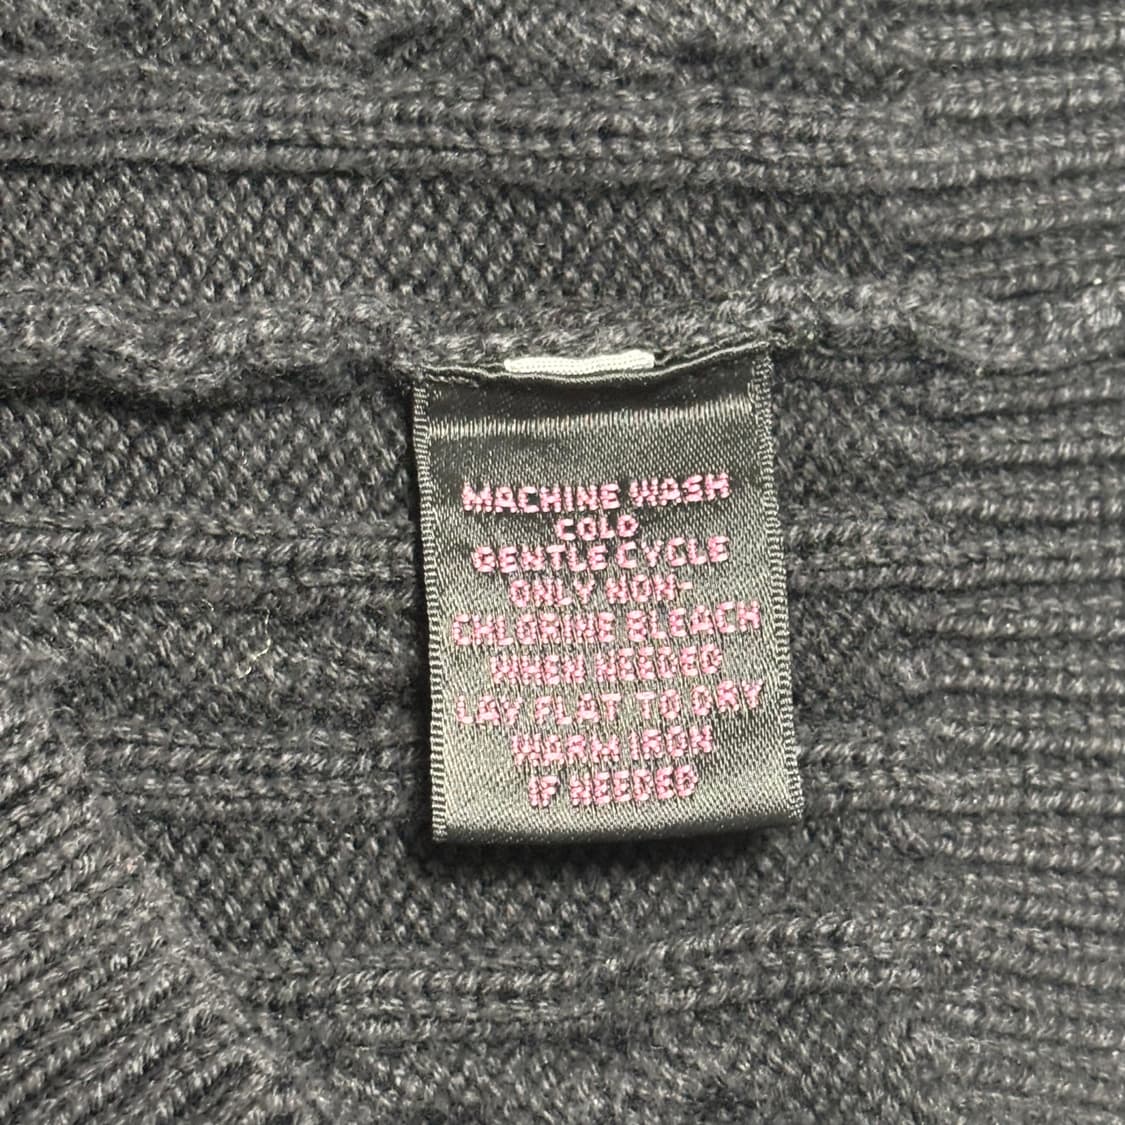 MACHINE WASH
COLD
GENTLE CYCLE
ONLY NON-
CHLORINE BLEACH
WHEN NEEDED
LAY FLAT TO DRY
WARM IRON
IF NEEDED